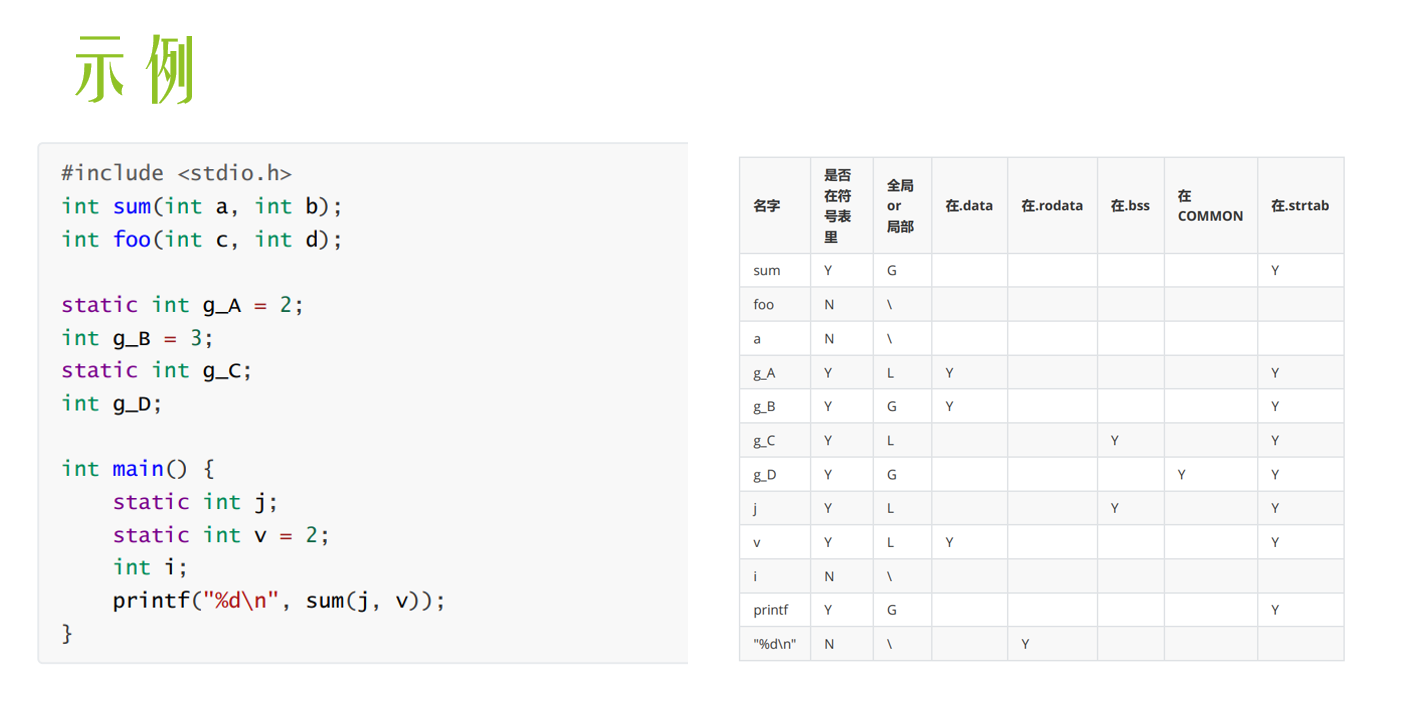 示例
#include <stdio.h>
int sum(int a, int b);
int foo(int c, int d);
static int g_A = 2;
int g_B = 3;
static int g_C;
int g_D;
int main() {
    static int j;
    static int v = 2;
    int i;
    printf("%d\n", sum(j, v));
}
名字 是否在符号表里 全局 or 局部 在.data 在.rodata 在.bss 在 COMMON 在.strtab
sum Y G Y
foo N \
a N \
g_A Y L Y Y
g_B Y G Y Y
g_C Y L Y Y
g_D Y G Y Y
j Y L Y Y
v Y L Y Y
i N \
printf Y G Y
"%d\n" N \ Y